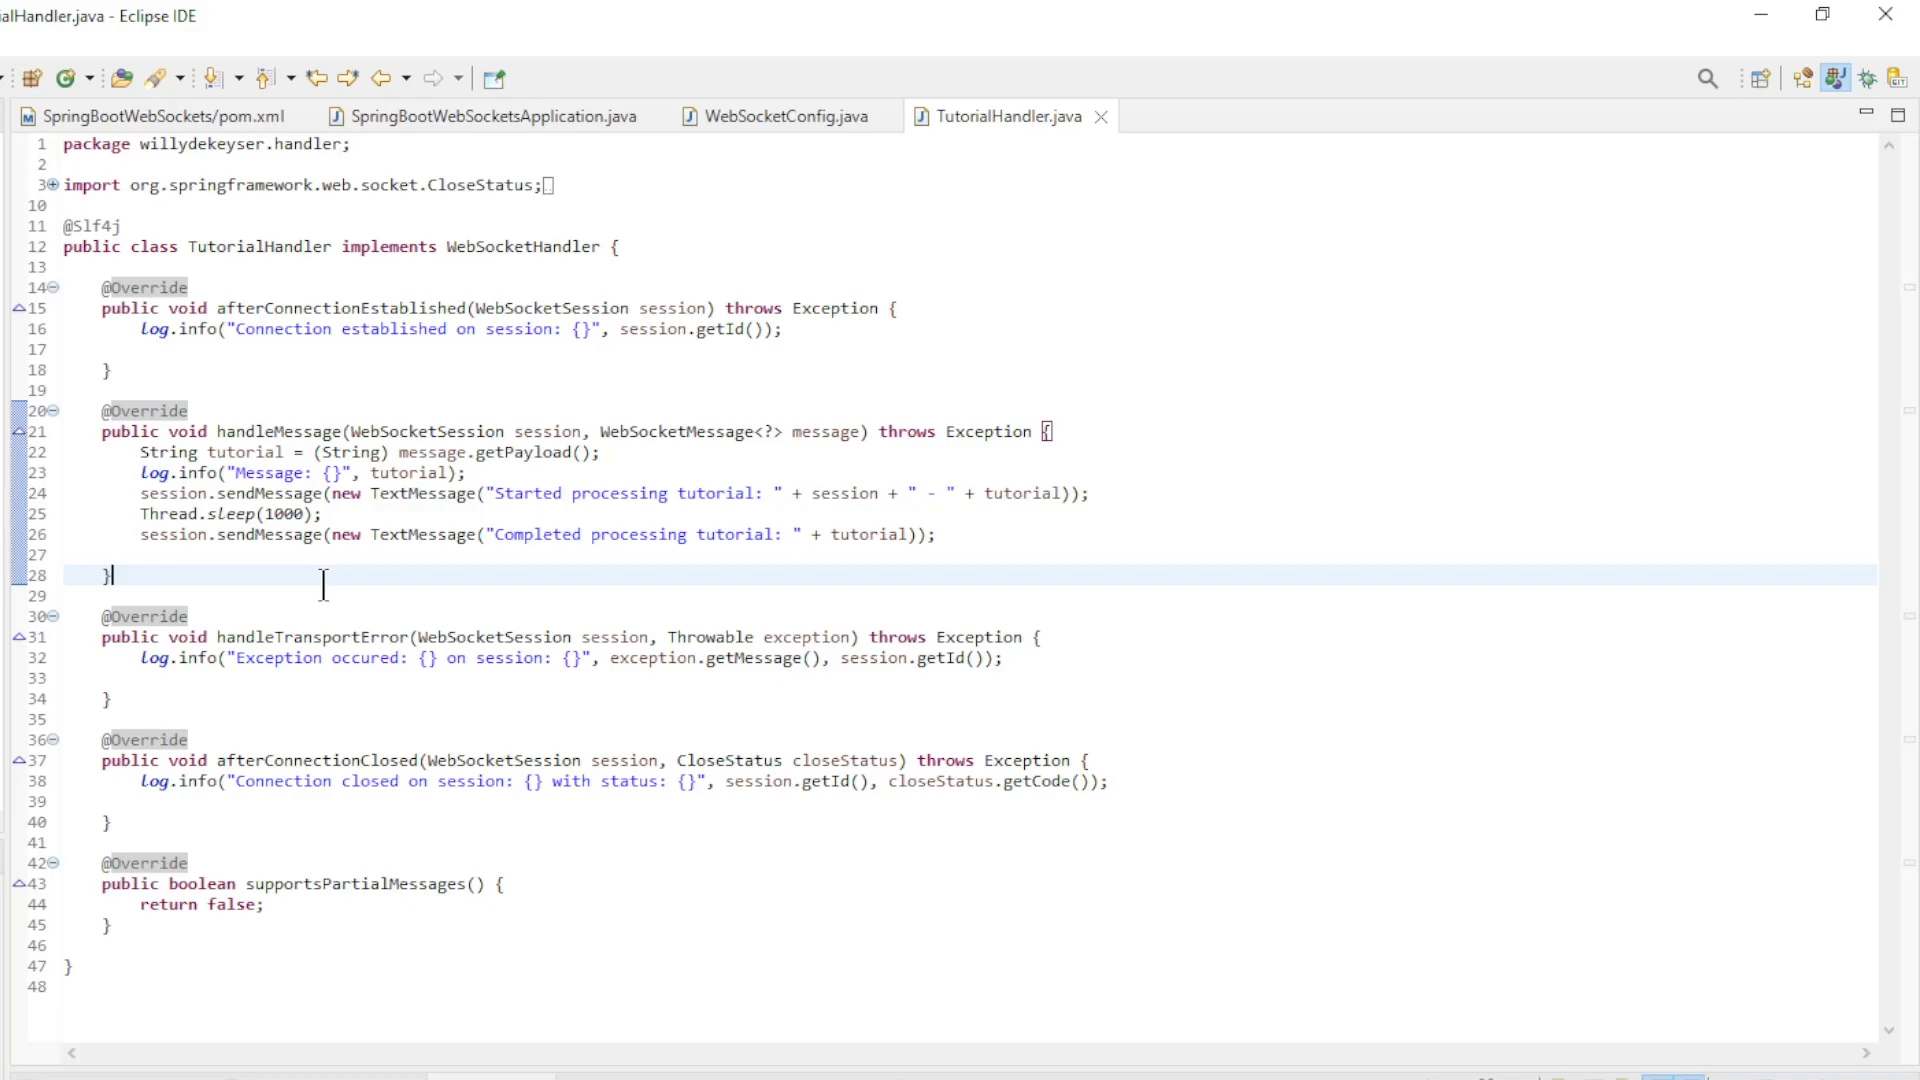 ialHandler.java - Eclipse IDE
SpringBootWebSockets/pom.xml SpringBootWebSocketsApplication.java WebSocketConfig.java TutorialHandler.java
1 package willydekeyser.handler;
2
3 import org.springframework.web.socket.CloseStatus;
10
11 @Slf4j
12 public class TutorialHandler implements WebSocketHandler {
13
14 @Override
15 public void afterConnectionEstablished(WebSocketSession session) throws Exception {
16 log.info("Connection established on session: {}", session.getId());
17
18 }
19
20 @Override
21 public void handleMessage(WebSocketSession session, WebSocketMessage<?> message) throws Exception {
22 String tutorial = (String) message.getPayload();
23 log.info("Message: {}", tutorial);
24 session.sendMessage(new TextMessage("Started processing tutorial: " + session + " - " + tutorial));
25 Thread.sleep(1000);
26 session.sendMessage(new TextMessage("Completed processing tutorial: " + tutorial));
27
28 }
29
30 @Override
31 public void handleTransportError(WebSocketSession session, Throwable exception) throws Exception {
32 log.info("Exception occured: {} on session: {}", exception.getMessage(), session.getId());
33
34 }
35
36 @Override
37 public void afterConnectionClosed(WebSocketSession session, CloseStatus closeStatus) throws Exception {
38 log.info("Connection closed on session: {} with status: {}", session.getId(), closeStatus.getCode());
39
40 }
41
42 @Override
43 public boolean supportsPartialMessages() {
44 return false;
45 }
46
47 }
48